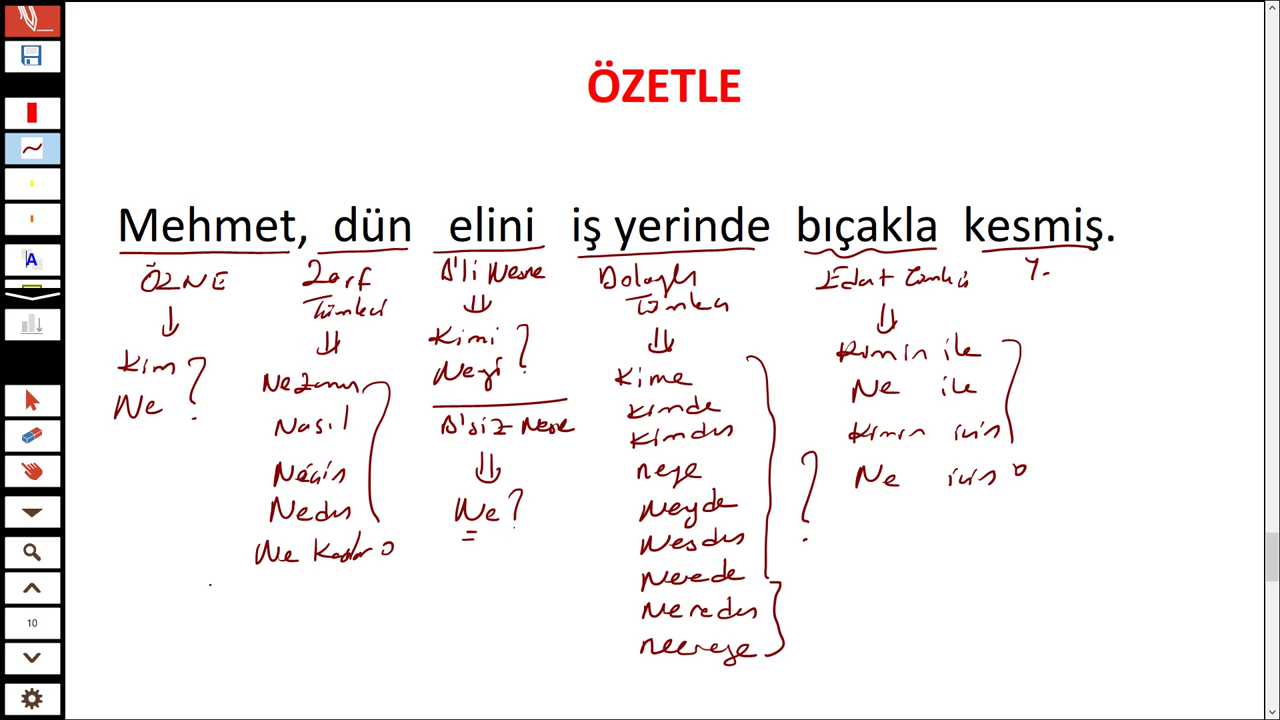 ÖZETLE
Mehmet, dün elini iş yerinde bıçakla kesmiş.
ÖZNE
Kim
Ne ?
Zarf
Tümleci
Ne zaman
Nasıl
Niçin
Neden
Ne Kadar
B'li Nesne
Kimi
Neyi ?
B'siz Nesne
Ne ?
Dolaylı
Tümleç
Kime
Kimde
Kimden
neye
Neyde
Neden
Nerede
Nereden
nereye
?
Edat Tümleci
Kimin ile
Ne ile
Kimin için
Ne için
Y.
A
10